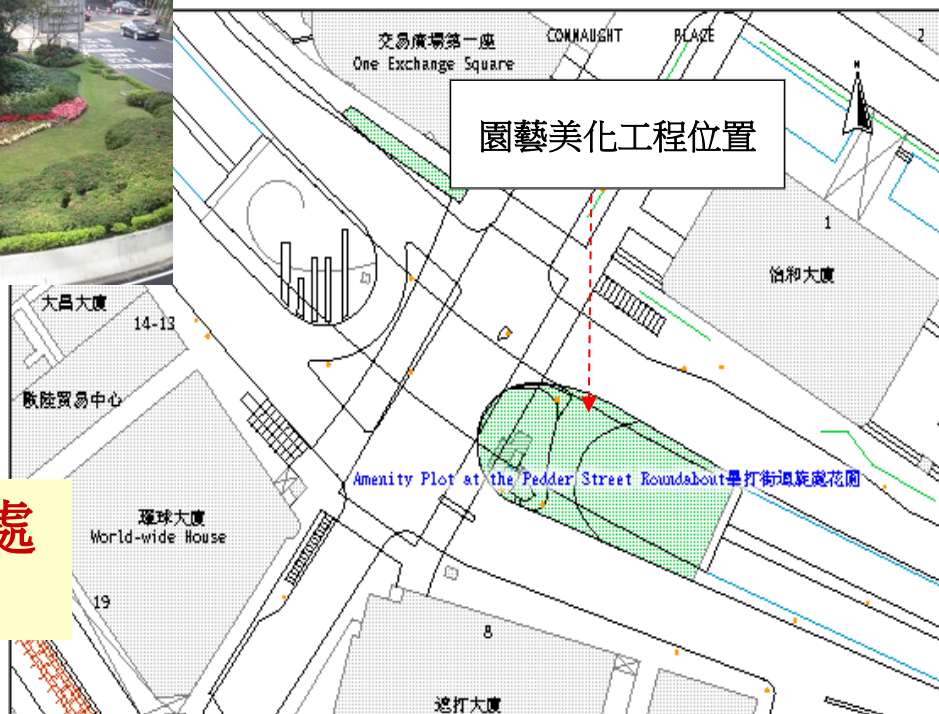 交易廣場第一座
One Exchange Square
CONNAUGHT PLACE
2
園藝美化工程位置
1
怡和大廈
大昌大廈
14-13
歐陸貿易中心
Amenity Plot at the Pedder Street Roundabout畢打街迴旋處花園
處
環球大廈
World-wide House
19
8
遮打大廈